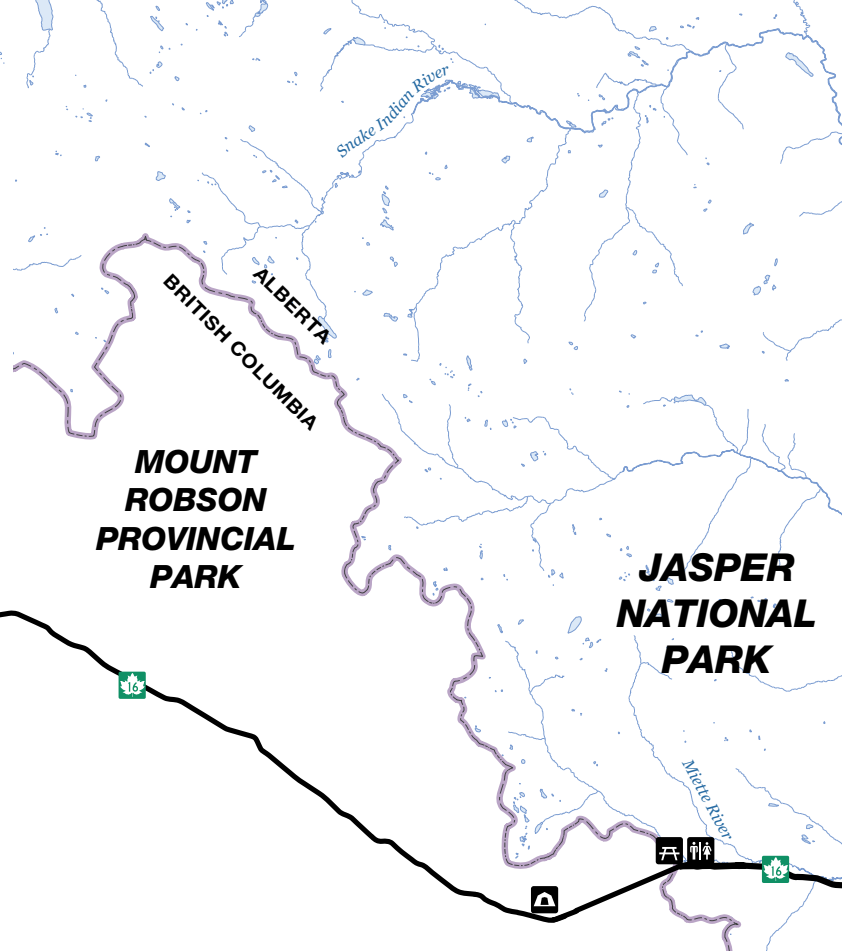 Snake Indian River
ALBERTA
BRITISH COLUMBIA
MOUNT
ROBSON
PROVINCIAL
PARK
JASPER
NATIONAL
PARK
16
Miette River
16